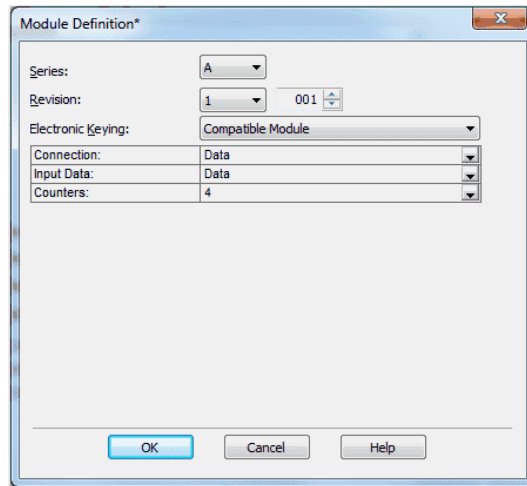 Module Definition*
Series: A
Revision: 1 001
Electronic Keying: Compatible Module
Connection: Data
Input Data: Data
Counters: 4
OK Cancel Help